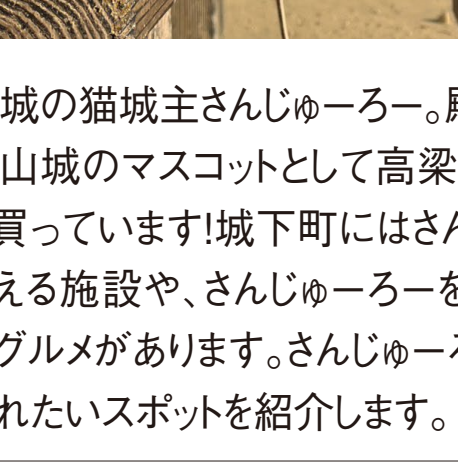 城の猫城主さんじゅーろー。
山城のマスコットとして高梁
買っています!城下町にはさん
える施設や、さんじゅーろーを
グルメがあります。さんじゅーろ
れたいスポットを紹介します。